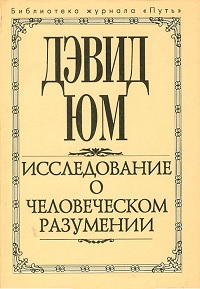 Библиотека журнала «Путь»
ДЭВИД
ЮМ
ИССЛЕДОВАНИЕ
О
ЧЕЛОВЕЧЕСКОМ
РАЗУМЕНИИ